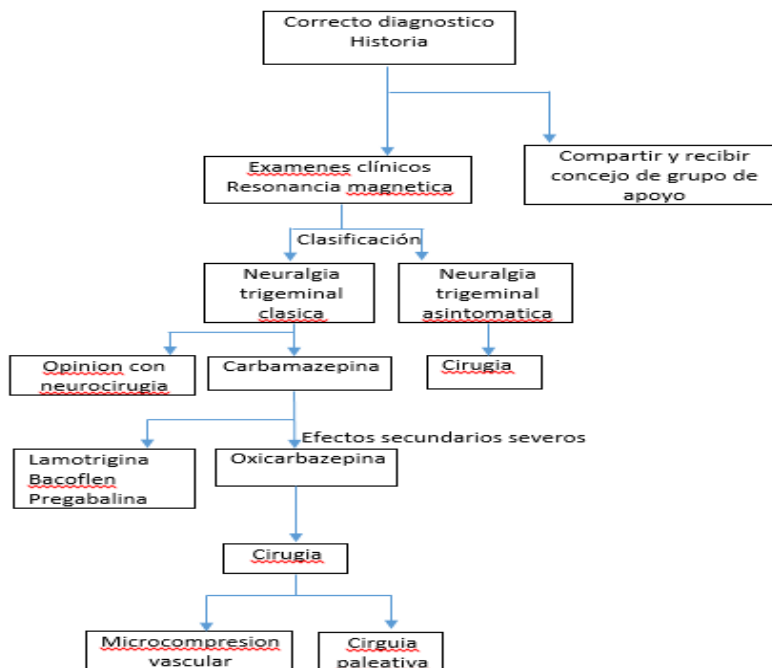 Correcto diagnostico
Historia
Examenes clínicos
Resonancia magnetica
Compartir y recibir
concejo de grupo de
apoyo
Clasificación
Neuralgia
trigeminal
clasica
Neuralgia
trigeminal
asintomatica
Opinion con
neurocirugia
Carbamazepina
Cirugia
Efectos secundarios severos
Lamotrigina
Bacoflen
Pregabalina
Oxicarbazepina
Cirugia
Microcompresion
vascular
Cirguia
paleativa